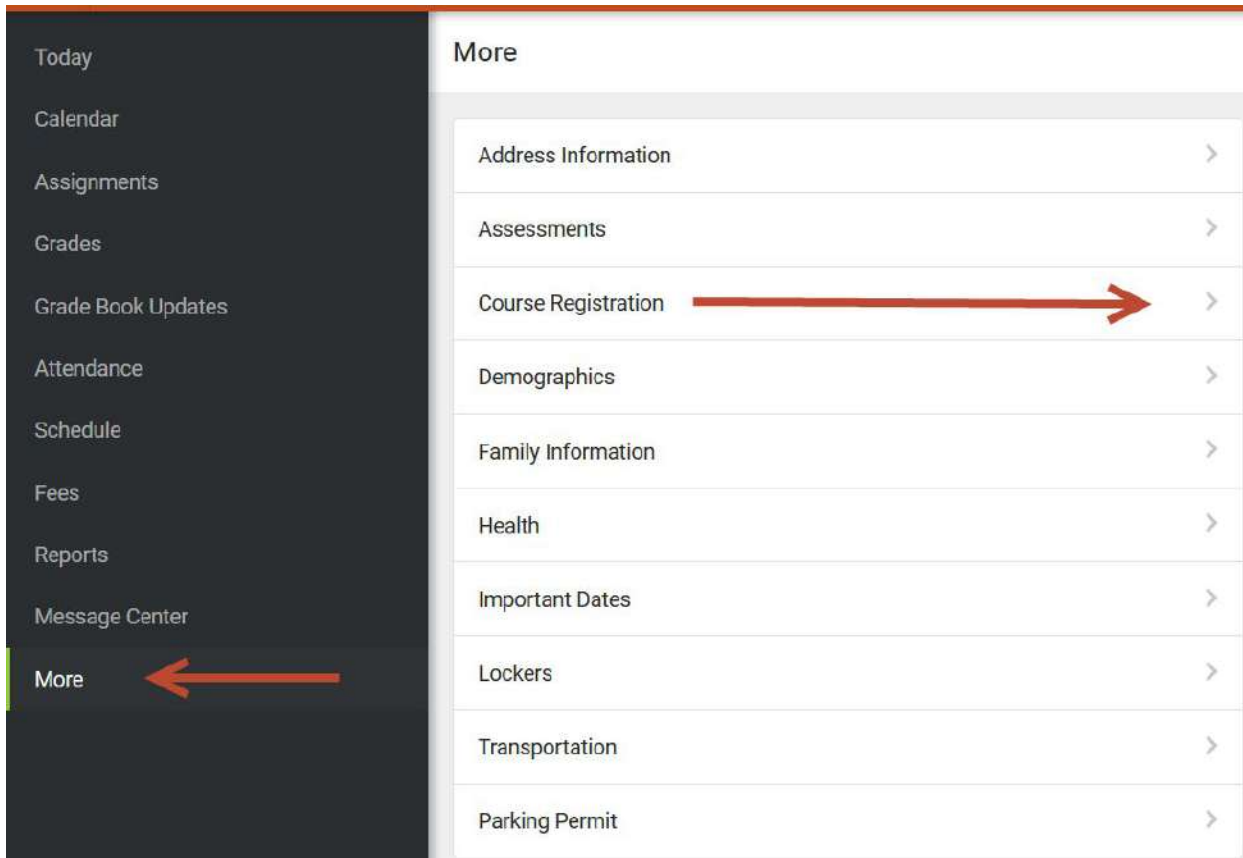 Today
Calendar
Assignments
Grades
Grade Book Updates
Attendance
Schedule
Fees
Reports
Message Center
More
More
Address Information
Assessments
Course Registration
Demographics
Family Information
Health
Important Dates
Lockers
Transportation
Parking Permit